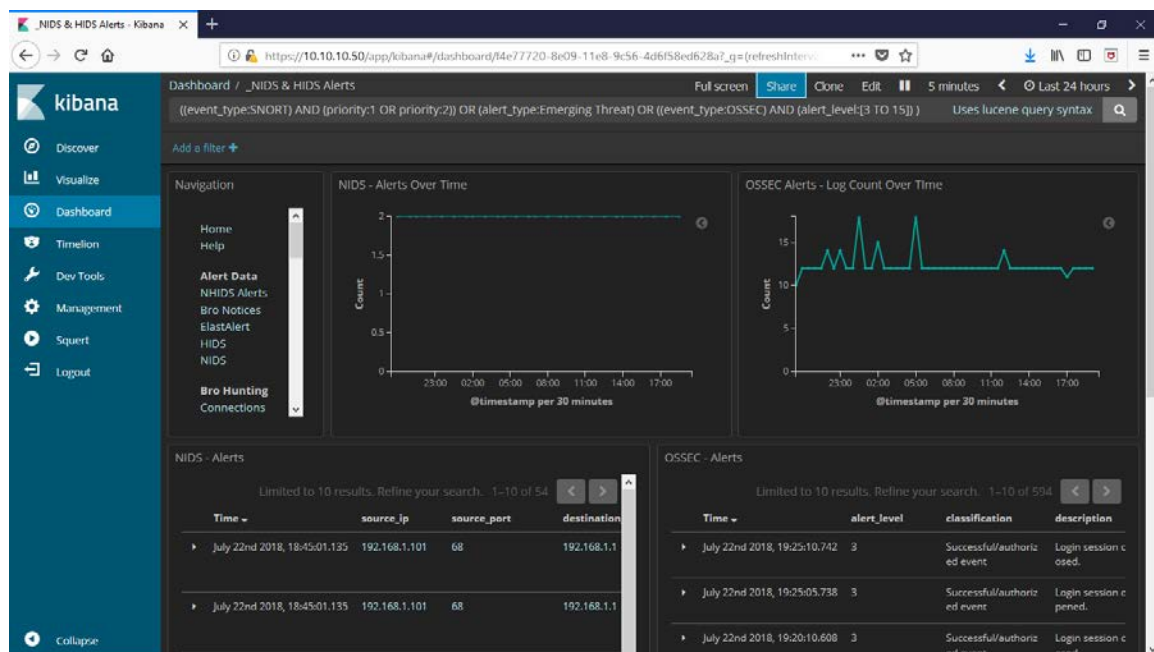 _NIDS & HIDS Alerts - Kibana
https://10.10.10.50/app/kibana#/dashboard/f4e77720-8e09-11e8-9c56-4d6f58ed628a?_g=(refreshInterv
kibana
Discover
Visualize
Dashboard
Timelion
Dev Tools
Management
Squert
Logout
Collapse
Dashboard / _NIDS & HIDS Alerts
Full screen Share Clone Edit 5 minutes Last 24 hours
((event_type:SNORT) AND (priority:1 OR priority:2)) OR (alert_type:Emerging Threat) OR ((event_type:OSSEC) AND (alert_level:[3 TO 15]) ) Uses lucene query syntax
Add a filter +
Navigation
Home
Help
Alert Data
NHIDS Alerts
Bro Notices
ElastAlert
HIDS
NIDS
Bro Hunting
Connections
NIDS - Alerts Over Time
2
1.5
1
0.5
0
Count
23:00 02:00 05:00 08:00 11:00 14:00 17:00
@timestamp per 30 minutes
OSSEC Alerts - Log Count Over TIme
15
10
5
0
Count
23:00 02:00 05:00 08:00 11:00 14:00 17:00
@timestamp per 30 minutes
NIDS - Alerts
Limited to 10 results. Refine your search. 1–10 of 54
Time source_ip source_port destination
July 22nd 2018, 18:45:01.135 192.168.1.101 68 192.168.1.1
July 22nd 2018, 18:45:01.135 192.168.1.101 68 192.168.1.1
OSSEC - Alerts
Limited to 10 results. Refine your search. 1–10 of 594
Time alert_level classification description
July 22nd 2018, 19:25:10.742 3 Successful/authoriz Login session c
ed event osed.
July 22nd 2018, 19:25:05.738 3 Successful/authoriz Login session o
ed event pened.
July 22nd 2018, 19:20:10.608 3 Successful/authoriz Login session c